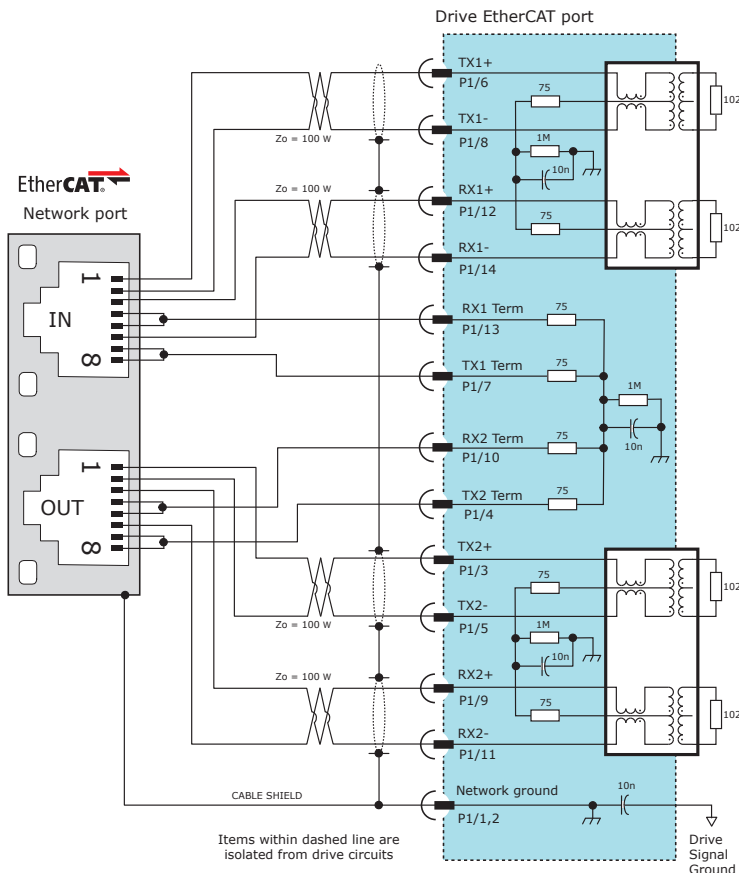 Drive EtherCAT port
TX1+
P1/6
75
102
TX1-
P1/8
Zo = 100 W
1M
10n
EtherCAT®
Network port
Zo = 100 W
RX1+
P1/12
75
102
RX1-
P1/14
1
IN
8
RX1 Term
P1/13
75
TX1 Term
P1/7
75
1M
10n
RX2 Term
P1/10
75
TX2 Term
P1/4
75
1
OUT
8
TX2+
P1/3
75
102
TX2-
P1/5
Zo = 100 W
1M
10n
Zo = 100 W
RX2+
P1/9
75
102
RX2-
P1/11
CABLE SHIELD
Network ground
P1/1,2
10n
Items within dashed line are
isolated from drive circuits
Drive
Signal
Ground